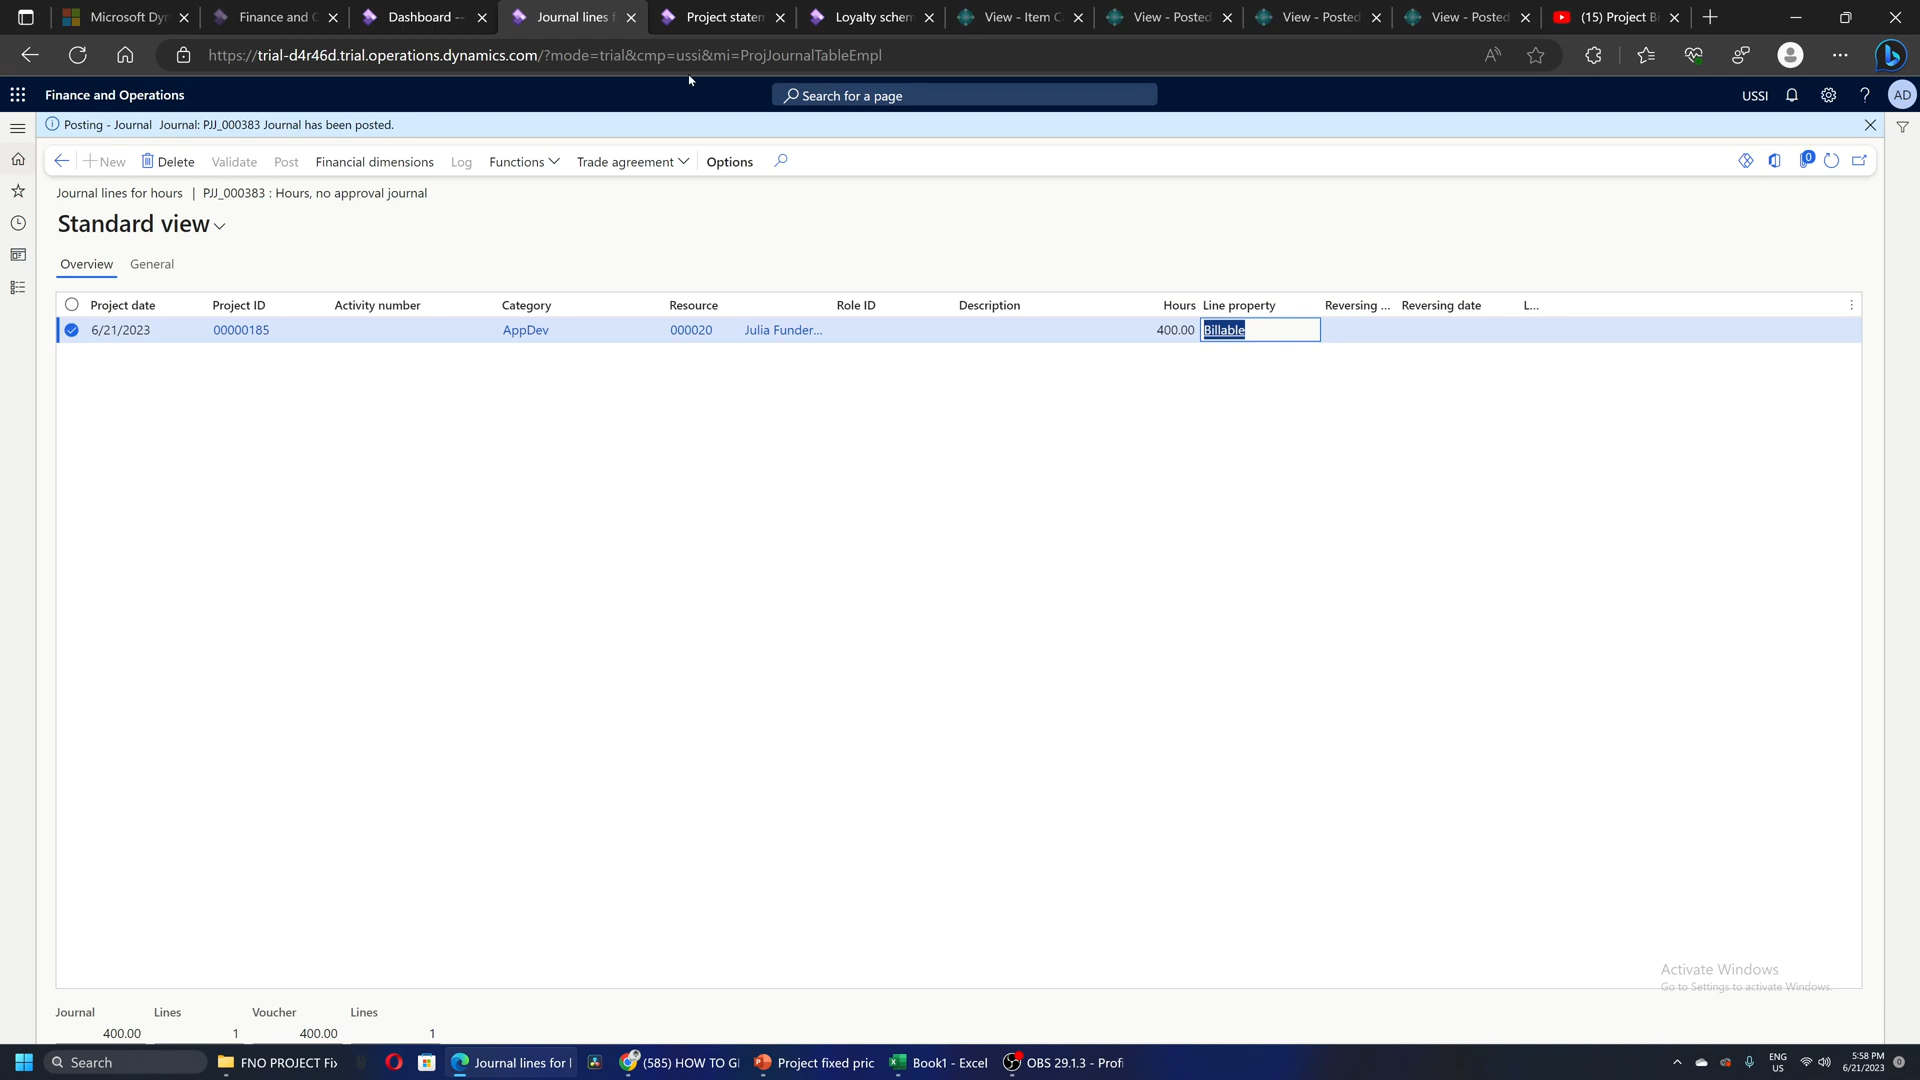 Microsoft Dyn
Finance and O
Dashboard --
Journal lines f
Project statem
Loyalty schem
View - Item C
View - Posted
View - Posted
View - Posted
(15) Project Bi
https://trial-d4r46d.trial.operations.dynamics.com/?mode=trial&cmp=ussi&mi=ProjJournalTableEmpl
Finance and Operations
Search for a page
USSI
AD
Posting - Journal Journal: PJJ_000383 Journal has been posted.
New
Delete
Validate
Post
Financial dimensions
Log
Functions
Trade agreement
Options
0
Journal lines for hours | PJJ_000383 : Hours, no approval journal
Standard view
Overview General
Project date Project ID Activity number Category Resource Role ID Description Hours Line property Reversing ... Reversing date L...
6/21/2023 00000185 AppDev 000020 Julia Funder... 400.00 Billable
Activate Windows
Go to Settings to activate Windows.
Journal Lines Voucher Lines
400.00 1 400.00 1
Search
FNO PROJECT Fix
Journal lines for l
(585) HOW TO GI
Project fixed pric
Book1 - Excel
OBS 29.1.3 - Profi
ENG
US
5:58 PM
6/21/2023